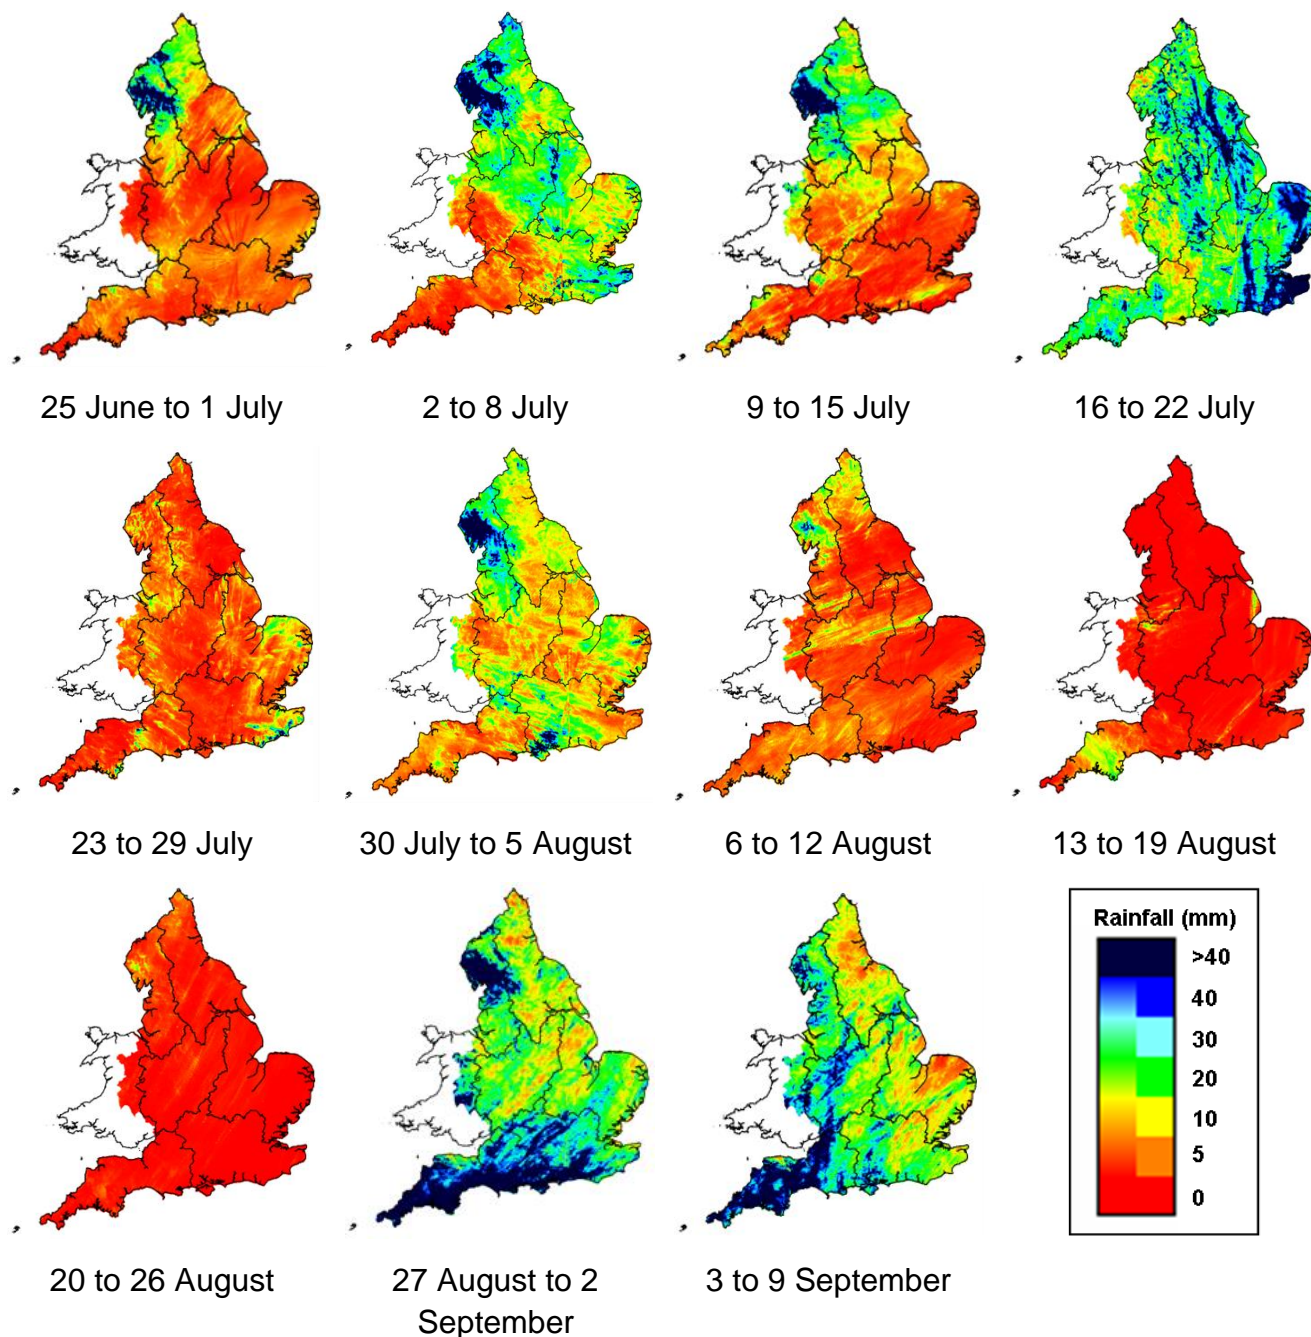 25 June to 1 July
2 to 8 July
9 to 15 July
16 to 22 July
23 to 29 July
30 July to 5 August
6 to 12 August
13 to 19 August
20 to 26 August
27 August to 2
September
3 to 9 September
Rainfall (mm)
>40
40
30
20
10
5
0